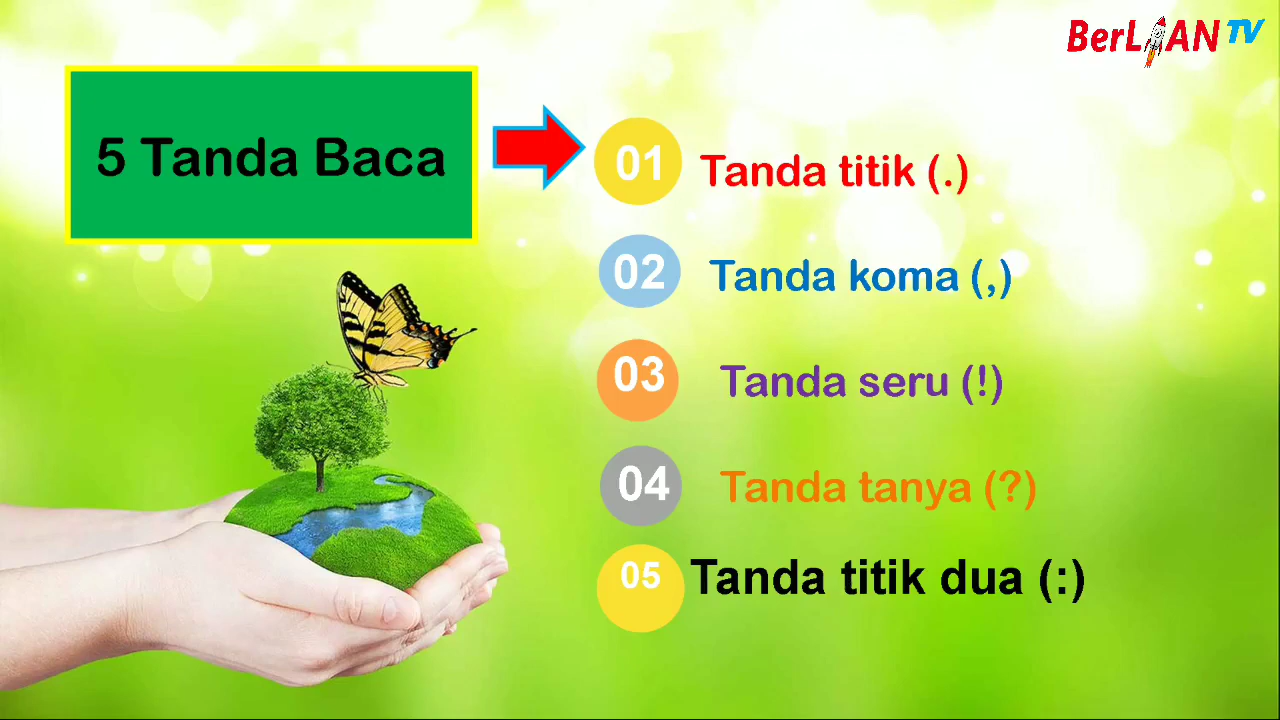 BerLiAN TV
5 Tanda Baca
01 Tanda titik (.)
02 Tanda koma (,)
03 Tanda seru (!)
04 Tanda tanya (?)
05 Tanda titik dua (:)